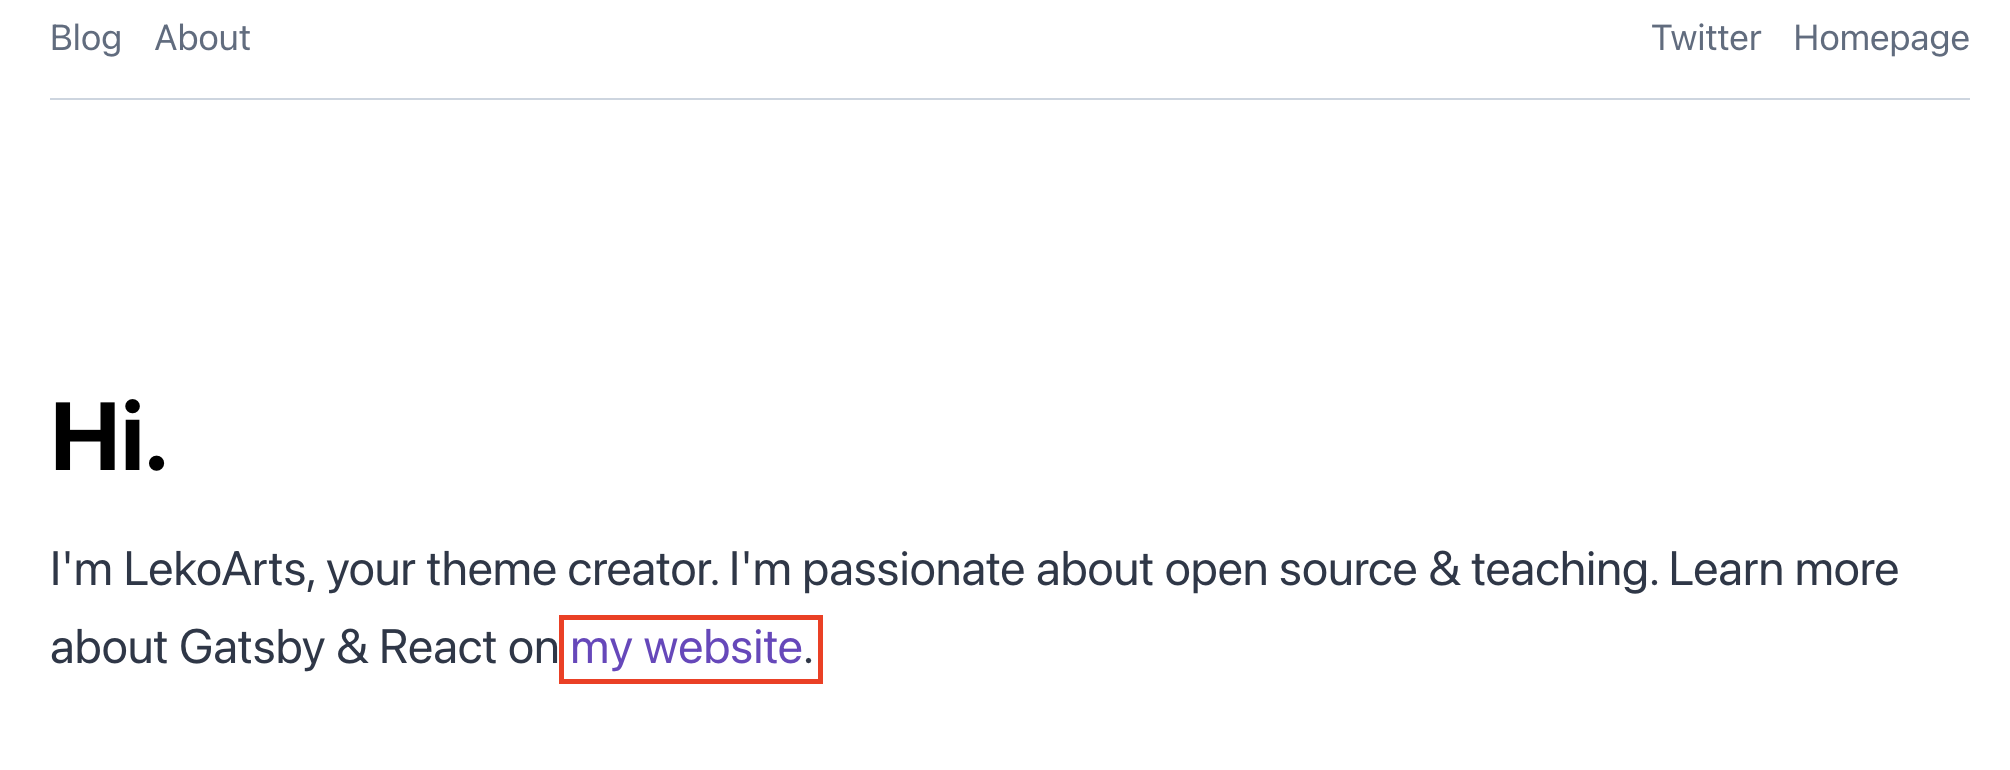 Blog About Twitter Homepage
Hi.
I'm LekoArts, your theme creator. I'm passionate about open source & teaching. Learn more
about Gatsby & React on my website.